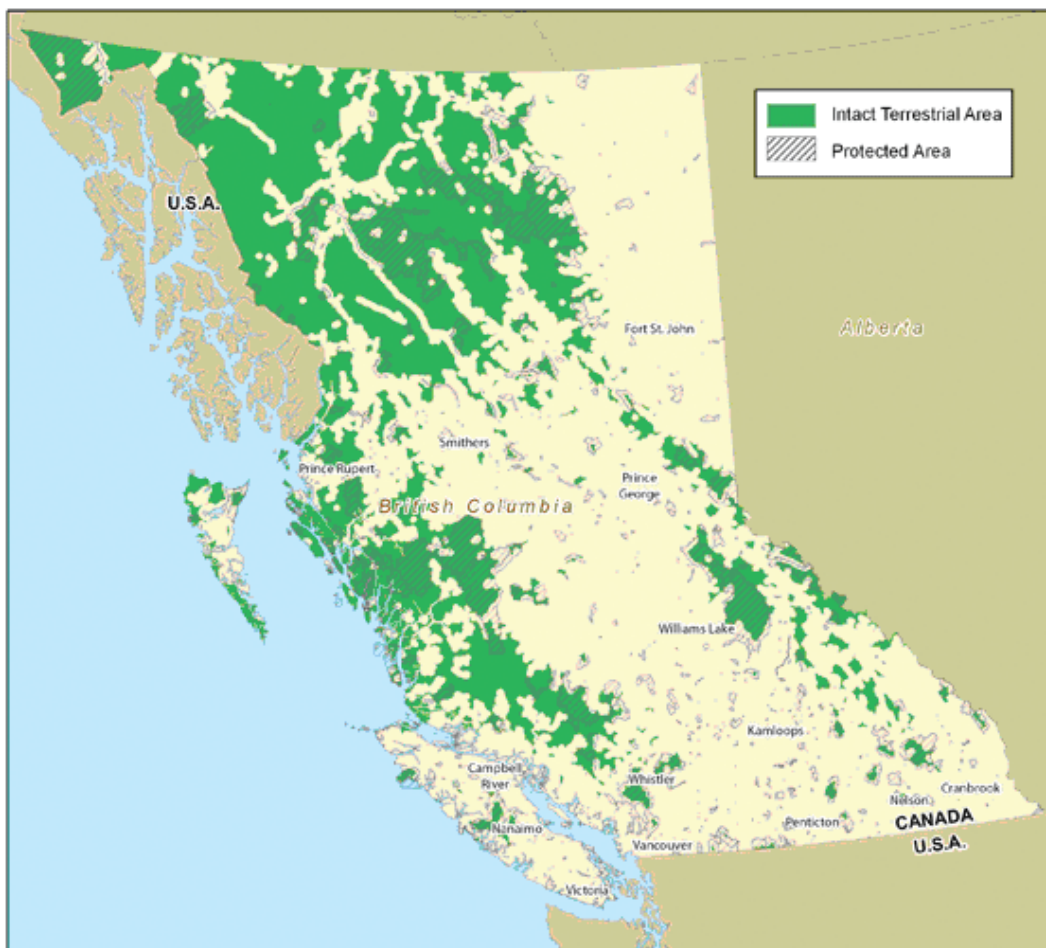 Intact Terrestrial Area
Protected Area
U.S.A.
Fort St. John
Alberta
Smithers
Prince Rupert
Prince
George
British Columbia
Williams Lake
Kamloops
Campbell
River
Whistler
Cranbrook
Nelson
Penticton
CANADA
U.S.A.
Nanaimo
Vancouver
Victoria